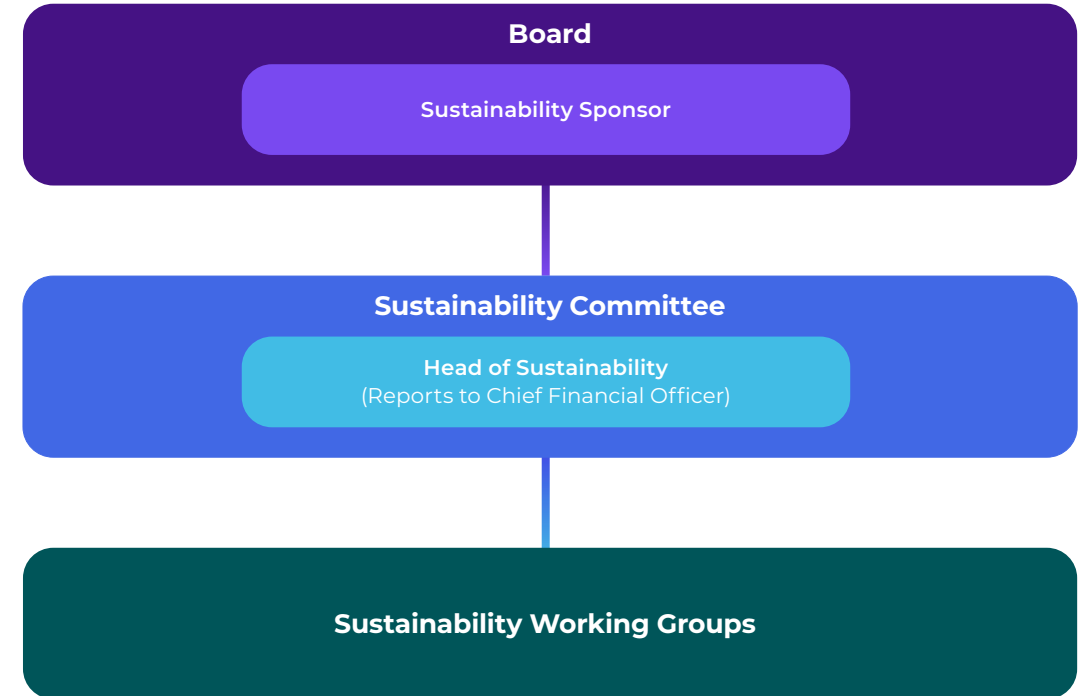 Board
Sustainability Sponsor
Sustainability Committee
Head of Sustainability
(Reports to Chief Financial Officer)
Sustainability Working Groups